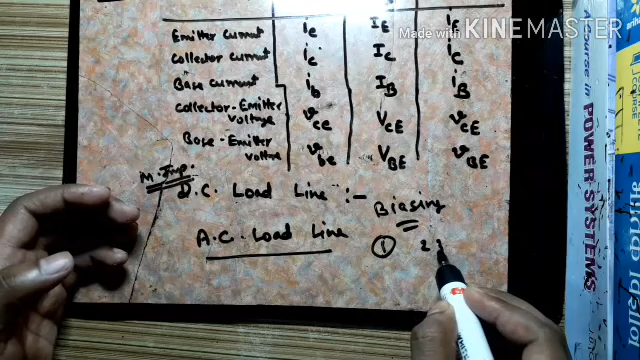 Made with KINEMASTER
Emitter Current ie IE iE
Collector Current ic IC iC
Base Current ib IB iB
Collector-Emitter Voltage vce VCE vCE
Base-Emitter Voltage vbe VBE vBE
M.Imp. D.C. Load Line :-
Biasing
A.C. Load Line
① 2
POWER SYSTEMS